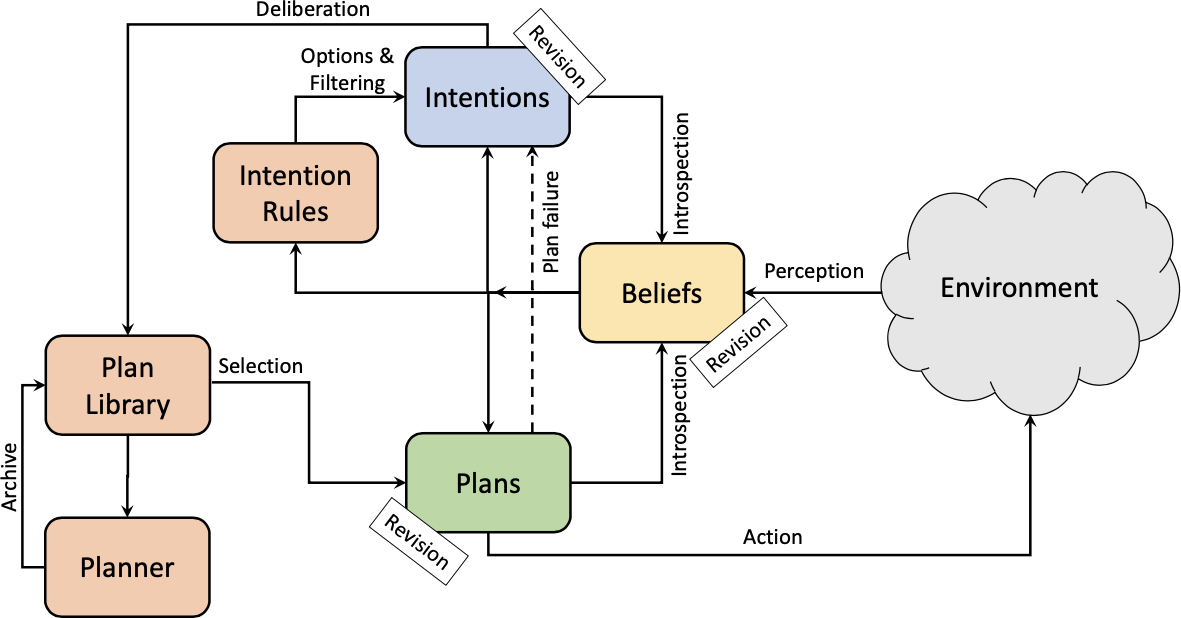 Deliberation
Options &
Filtering
Revision
Intentions
Introspection
Intention
Rules
Plan failure
Beliefs
Perception
Environment
Revision
Plan
Library
Selection
Introspection
Archive
Plans
Revision
Action
Planner